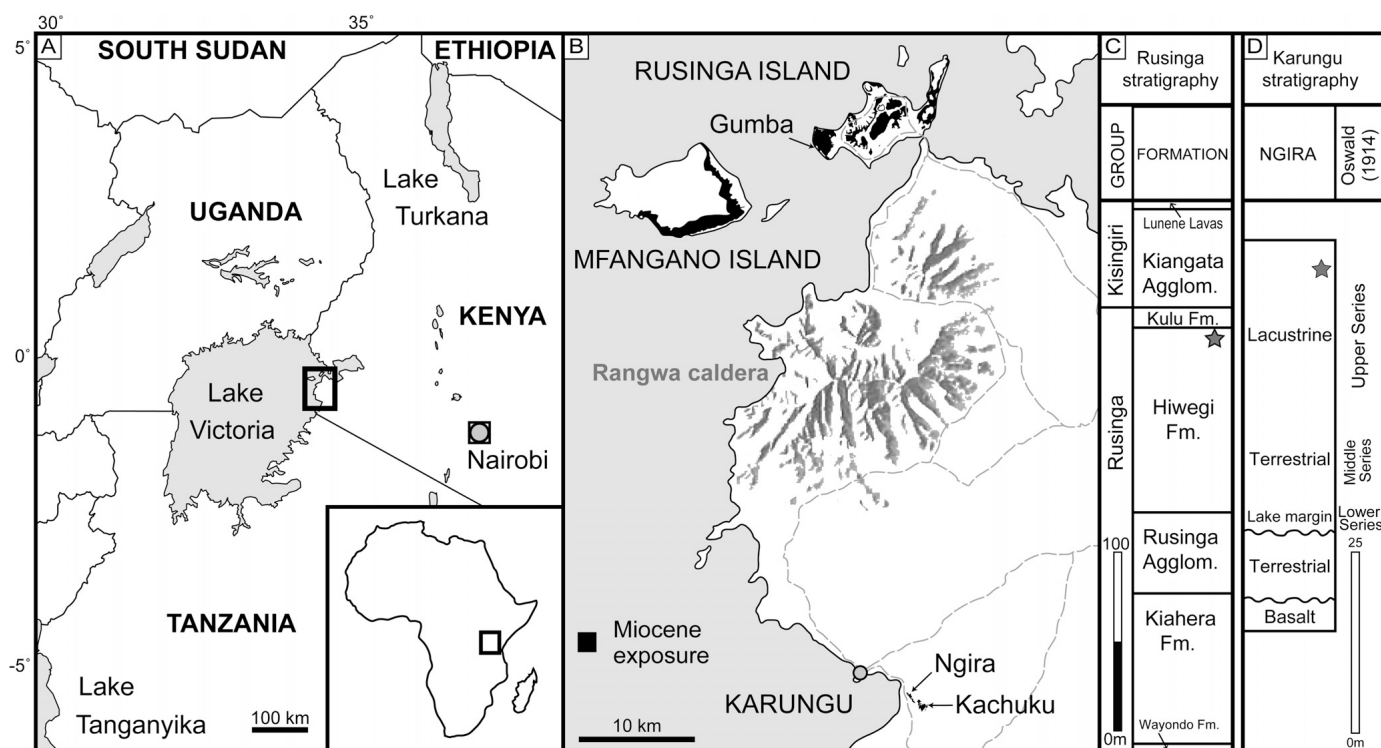 30°
35°
5°
0°
-5°
A
SOUTH SUDAN
ETHIOPIA
Lake
Turkana
UGANDA
KENYA
Lake
Victoria
Nairobi
TANZANIA
Lake
Tanganyika
100 km
B
RUSINGA ISLAND
Gumba
MFANGANO ISLAND
Rangwa caldera
Miocene
exposure
Ngira
KARUNGU
Kachuku
10 km
C
Rusinga
stratigraphy
GROUP
FORMATION
Lunene Lavas
Kisingiri
Kiangata
Agglom.
Kulu Fm.
Rusinga
Hiwegi
Fm.
100
Rusinga
Agglom.
Kiahera
Fm.
Wayondo Fm.
0m
D
Karungu
stratigraphy
NGIRA
Oswald
(1914)
Lacustrine
Upper Series
Terrestrial
Middle
Series
Lake margin
Lower
Series
25
Terrestrial
Basalt
0m